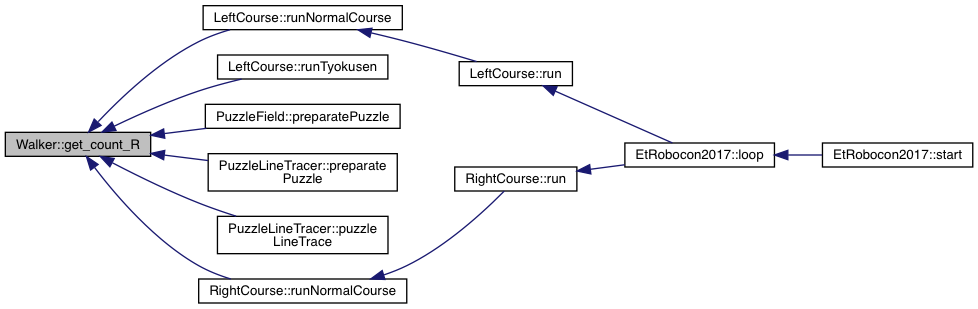 LeftCourse::runNormalCourse
LeftCourse::runTyokusen
LeftCourse::run
PuzzleField::preparatePuzzle
Walker::get_count_R
EtRobocon2017::loop
EtRobocon2017::start
PuzzleLineTracer::preparate
Puzzle
RightCourse::run
PuzzleLineTracer::puzzle
LineTrace
RightCourse::runNormalCourse